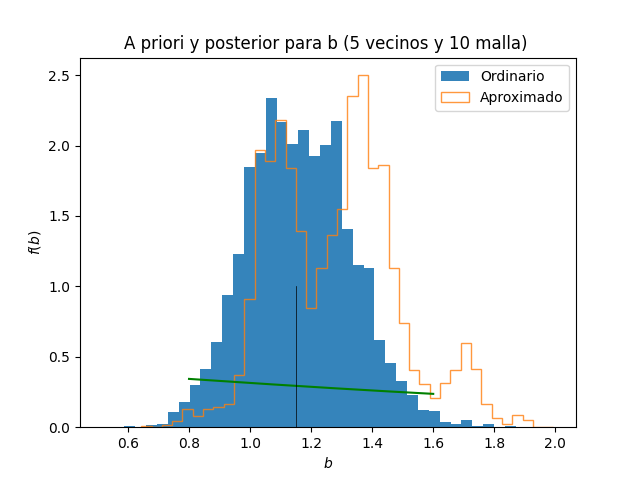 A priori y posterior para b (5 vecinos y 10 malla)
Ordinario
Aproximado
2.5
2.0
1.5
1.0
0.5
0.0
f(b)
0.6 0.8 1.0 1.2 1.4 1.6 1.8 2.0
b